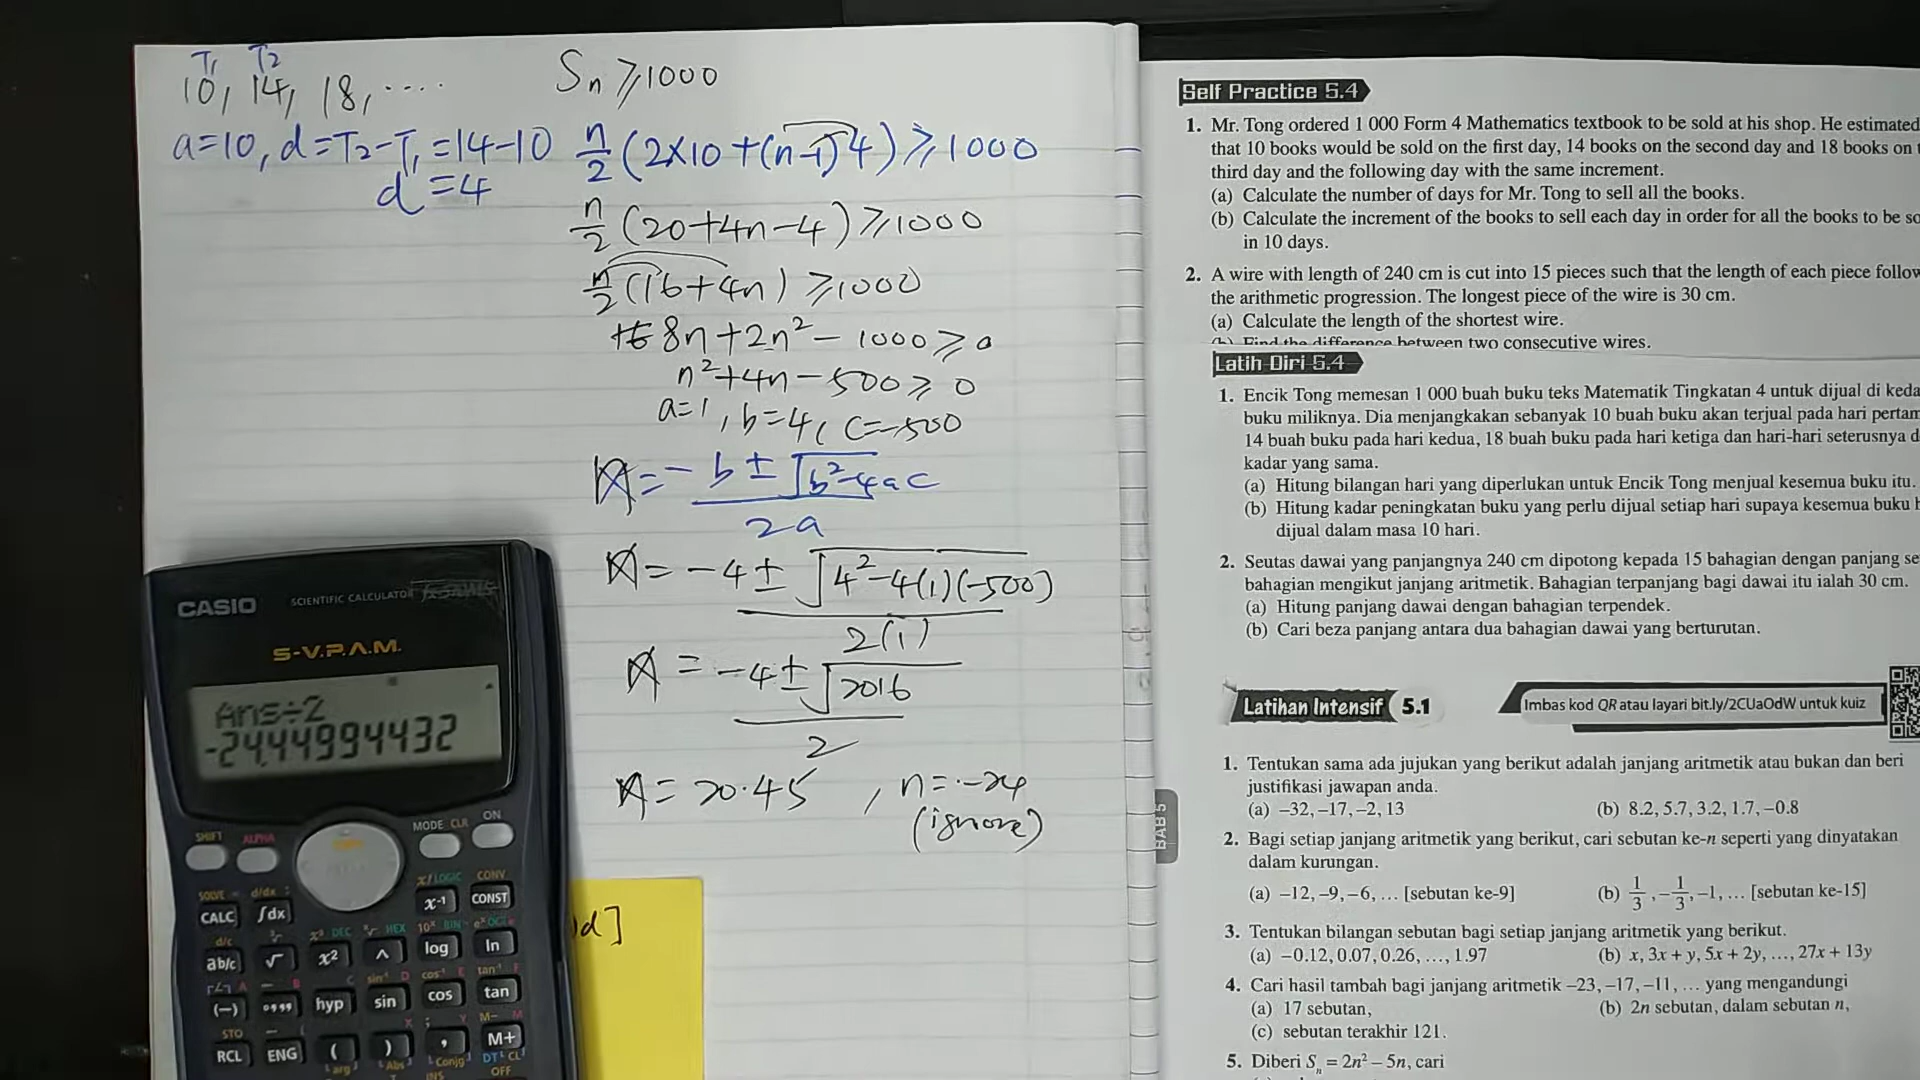 T₁ T₂
10, 14, 18, ....
a=10, d=T₂-T₁=14-10
d=4
Sₙ ⩾1000
n/2 (2×10+(n-1)4) ⩾1000
n/2 (20+4n-4) ⩾1000
n/2 (16+4n) ⩾1000
8n+2n²-1000⩾0
n²+4n-500⩾0
a=1, b=4, c=-500
= -b ± √b²-4ac
2a
= -4 ± √4²-4(1)(-500)
2(1)
= -4 ± √2016
2
= 20.45 , n=-24
(ignore)
d]
CASIO SCIENTIFIC CALCULATOR
S-V.P.A.M.
Ans÷2
-24.44994432
SHIFT ALPHA MODE CLR ON
SOLVE = d/dx : x! LOGIC CONV
CALC ∫dx x⁻¹ CONST
d/c
ab/c √ x² ^ log ln
(-) °'" hyp sin cos tan
STO
RCL ENG ( ) , M+
OFF
Self Practice 5.4
1. Mr. Tong ordered 1 000 Form 4 Mathematics textbook to be sold at his shop. He estimated
that 10 books would be sold on the first day, 14 books on the second day and 18 books on
third day and the following day with the same increment.
(a) Calculate the number of days for Mr. Tong to sell all the books.
(b) Calculate the increment of the books to sell each day in order for all the books to be
in 10 days.
2. A wire with length of 240 cm is cut into 15 pieces such that the length of each piece
the arithmetic progression. The longest piece of the wire is 30 cm.
(a) Calculate the length of the shortest wire.
(b) Find the difference between two consecutive wires.
Latih Diri 5.4
1. Encik Tong memesan 1 000 buah buku teks Matematik Tingkatan 4 untuk dijual di
buku miliknya. Dia menjangkakan sebanyak 10 buah buku akan terjual pada hari
14 buah buku pada hari kedua, 18 buah buku pada hari ketiga dan hari-hari seterusnya
kadar yang sama.
(a) Hitung bilangan hari yang diperlukan untuk Encik Tong menjual kesemua buku itu.
(b) Hitung kadar peningkatan buku yang perlu dijual setiap hari supaya kesemua buku
dijual dalam masa 10 hari.
2. Seutas dawai yang panjangnya 240 cm dipotong kepada 15 bahagian dengan panjang
bahagian mengikut janjang aritmetik. Bahagian terpanjang bagi dawai itu ialah 30 cm.
(a) Hitung panjang dawai dengan bahagian terpendek.
(b) Cari beza panjang antara dua bahagian dawai yang berturutan.
Latihan Intensif 5.1 Imbas kod QR atau layari bit.ly/2CUaOdW untuk kuiz
1. Tentukan sama ada jujukan yang berikut adalah janjang aritmetik atau bukan dan beri
justifikasi jawapan anda.
(a) –32, –17, –2, 13 (b) 8.2, 5.7, 3.2, 1.7, –0.8
2. Bagi setiap janjang aritmetik yang berikut, cari sebutan ke-n seperti yang dinyatakan
dalam kurungan.
(a) –12, –9, –6, … [sebutan ke-9] (b) 1/3, –1/3, –1, … [sebutan ke-15]
3. Tentukan bilangan sebutan bagi setiap janjang aritmetik yang berikut.
(a) –0.12, 0.07, 0.26, …, 1.97 (b) x, 3x + y, 5x + 2y, …, 27x + 13y
4. Cari hasil tambah bagi janjang aritmetik –23, –17, –11, … yang mengandungi
(a) 17 sebutan, (b) 2n sebutan, dalam sebutan n,
(c) sebutan terakhir 121.
5. Diberi Sₙ = 2n² – 5n, cari
BAB 5